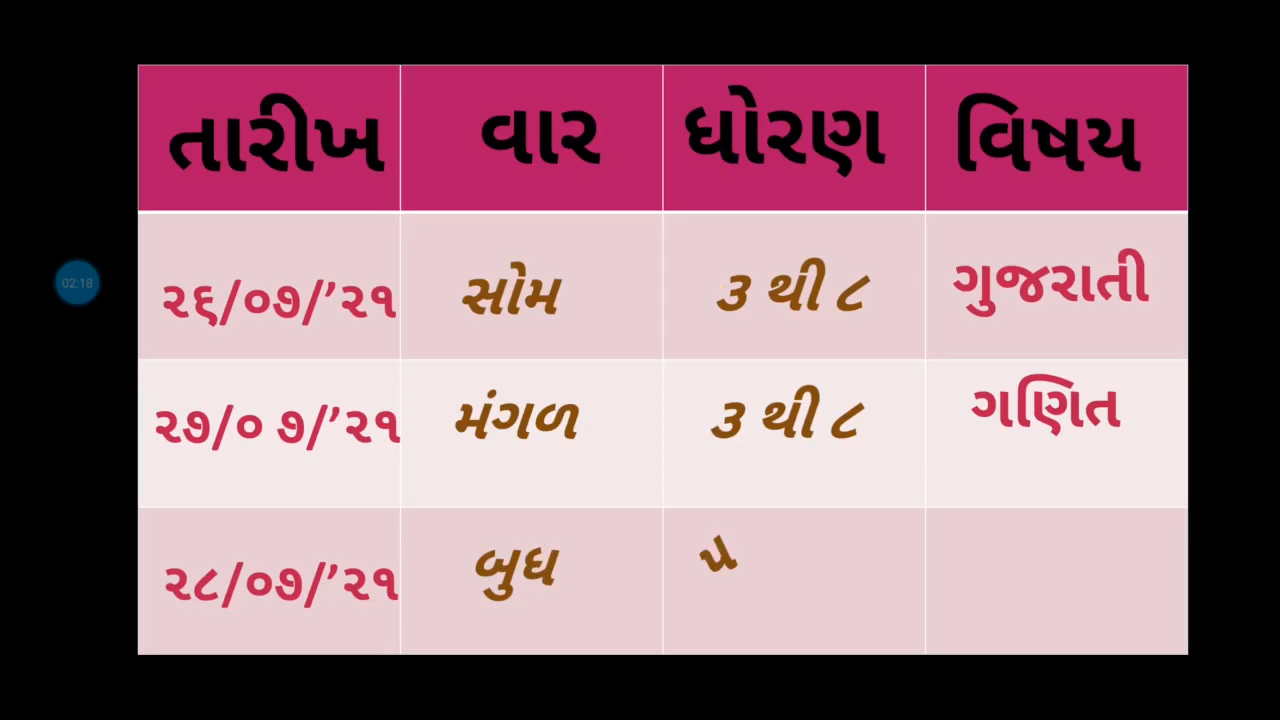 તારીખ વાર ધોરણ વિષય
૨૬/૦૭/’૨૧ સોમ ૩ થી ૮ ગુજરાતી
02:18
૨૭/૦ ૭/’૨૧ મંગળ ૩ થી ૮ ગણિત
૨૮/૦૭/’૨૧ બુધ ૫